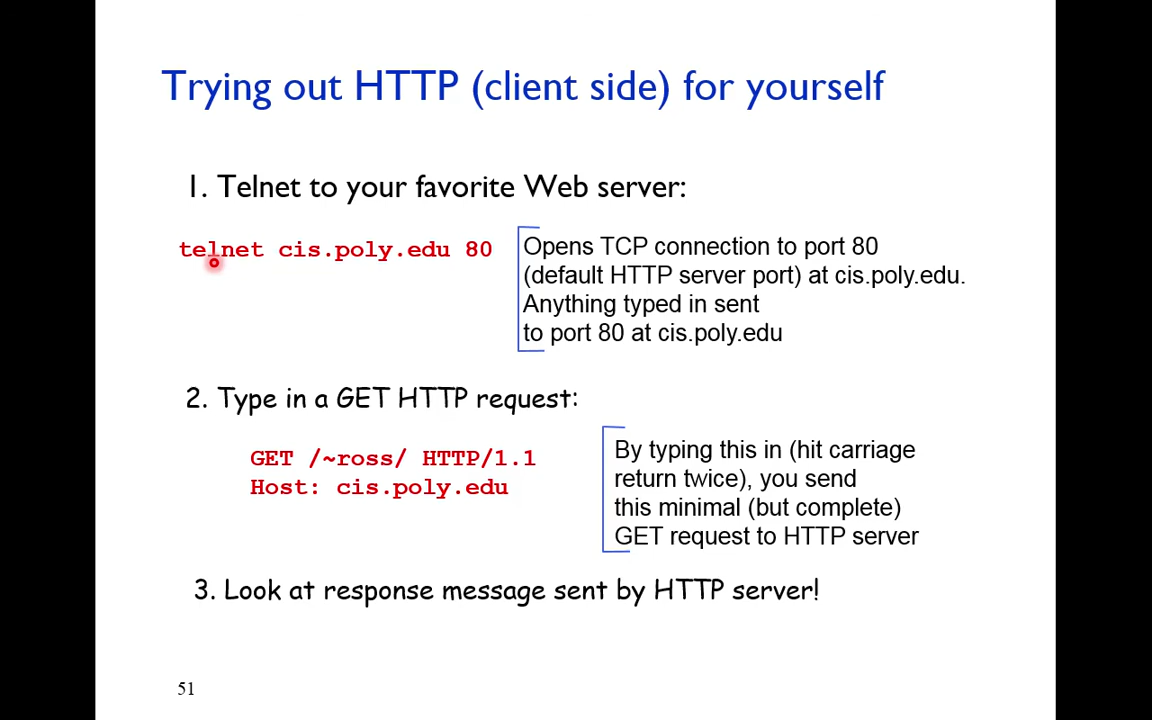 Trying out HTTP (client side) for yourself
1. Telnet to your favorite Web server:
telnet cis.poly.edu 80
Opens TCP connection to port 80
(default HTTP server port) at cis.poly.edu.
Anything typed in sent
to port 80 at cis.poly.edu
2. Type in a GET HTTP request:
GET /~ross/ HTTP/1.1
Host: cis.poly.edu
By typing this in (hit carriage
return twice), you send
this minimal (but complete)
GET request to HTTP server
3. Look at response message sent by HTTP server!
51